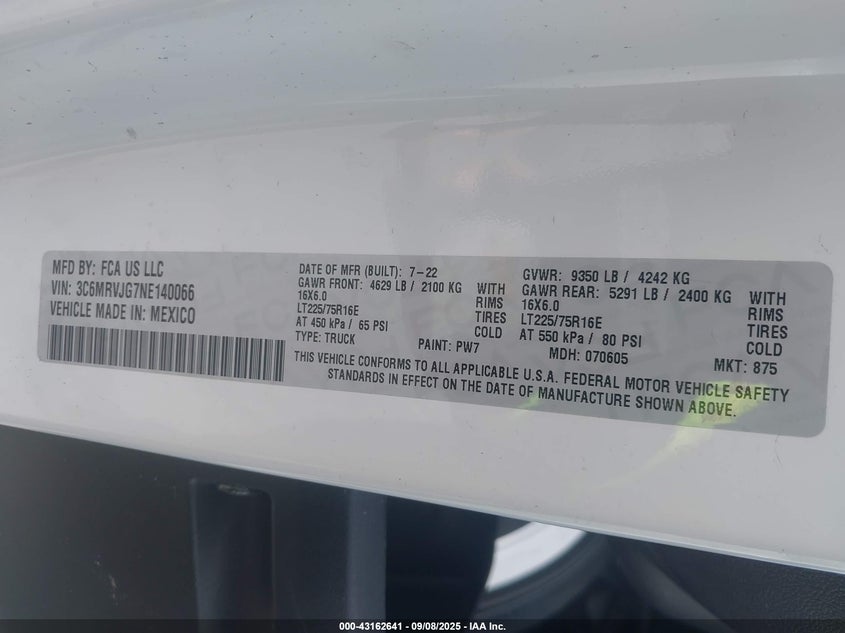 MFD BY: FCA US LLC
VIN: 3C6MRVJG7NE140066
VEHICLE MADE IN: MEXICO
DATE OF MFR (BUILT): 7-22
GAWR FRONT: 4629 LB / 2100 KG WITH
16X6.0 RIMS
LT225/75R16E TIRES
AT 450 kPa / 65 PSI COLD
TYPE: TRUCK PAINT: PW7
GVWR: 9350 LB / 4242 KG
GAWR REAR: 5291 LB / 2400 KG WITH
16X6.0 RIMS
LT225/75R16E TIRES
AT 550 kPa / 80 PSI COLD
MDH: 070605 MKT: 875
THIS VEHICLE CONFORMS TO ALL APPLICABLE U.S.A. FEDERAL MOTOR VEHICLE SAFETY
STANDARDS IN EFFECT ON THE DATE OF MANUFACTURE SHOWN ABOVE.
000-43162641 - 09/08/2025 - IAA Inc.